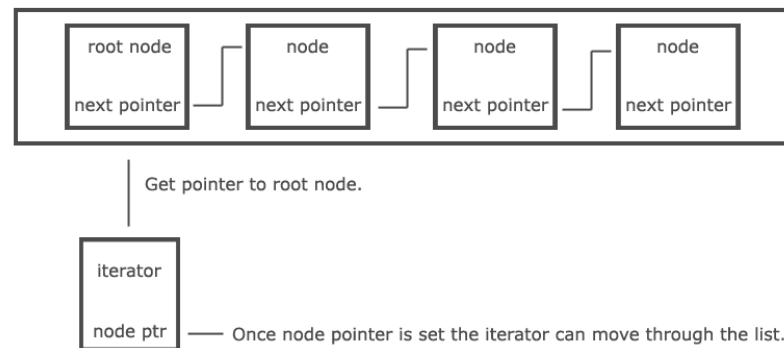 root node
node
node
node
next pointer
next pointer
next pointer
next pointer
Get pointer to root node.
iterator
node ptr
Once node pointer is set the iterator can move through the list.